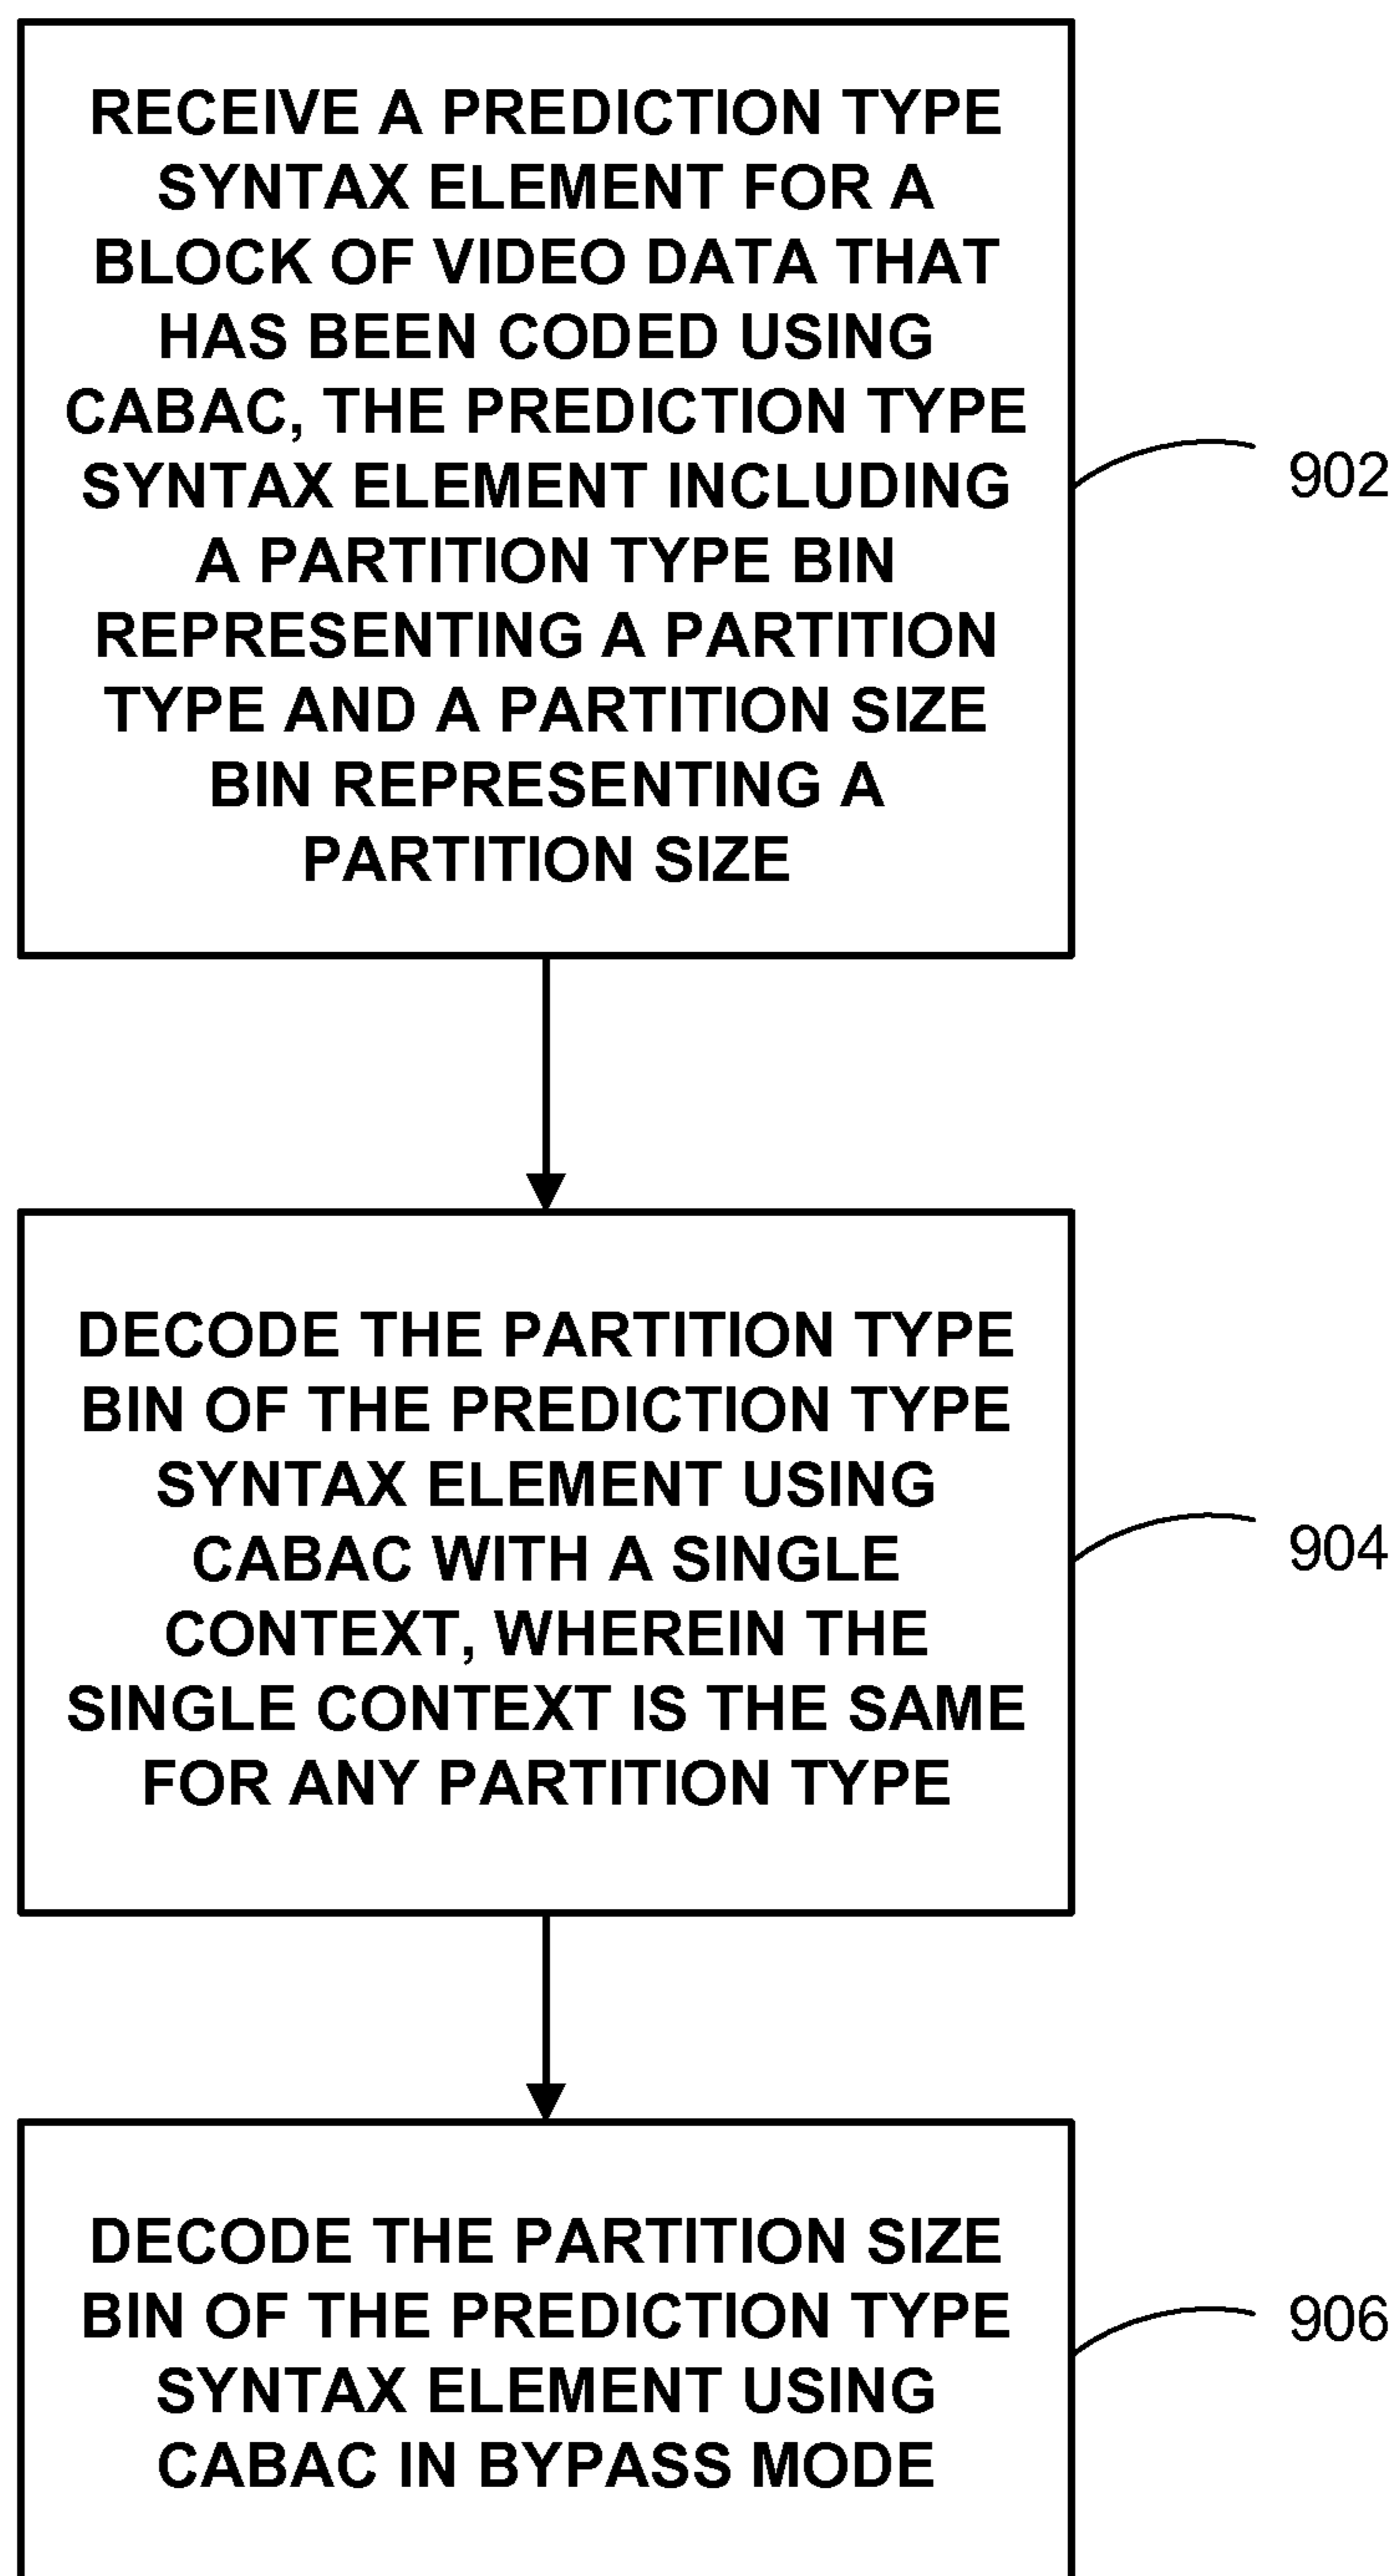 RECEIVE A PREDICTION TYPE
SYNTAX ELEMENT FOR A
BLOCK OF VIDEO DATA THAT
HAS BEEN CODED USING
CABAC, THE PREDICTION TYPE
SYNTAX ELEMENT INCLUDING
A PARTITION TYPE BIN
REPRESENTING A PARTITION
TYPE AND A PARTITION SIZE
BIN REPRESENTING A
PARTITION SIZE
902
DECODE THE PARTITION TYPE
BIN OF THE PREDICTION TYPE
SYNTAX ELEMENT USING
CABAC WITH A SINGLE
CONTEXT, WHEREIN THE
SINGLE CONTEXT IS THE SAME
FOR ANY PARTITION TYPE
904
DECODE THE PARTITION SIZE
BIN OF THE PREDICTION TYPE
SYNTAX ELEMENT USING
CABAC IN BYPASS MODE
906